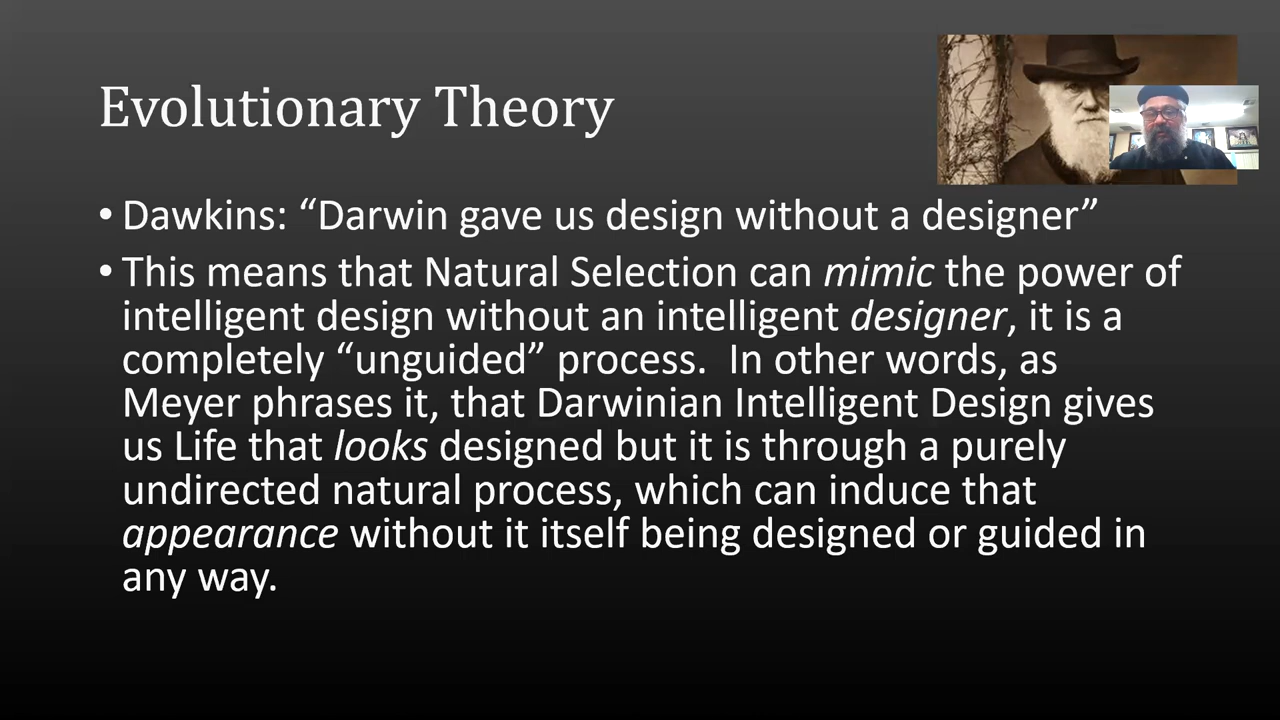 Evolutionary Theory
• Dawkins: “Darwin gave us design without a designer”
• This means that Natural Selection can mimic the power of
intelligent design without an intelligent designer, it is a
completely “unguided” process.  In other words, as
Meyer phrases it, that Darwinian Intelligent Design gives
us Life that looks designed but it is through a purely
undirected natural process, which can induce that
appearance without it itself being designed or guided in
any way.